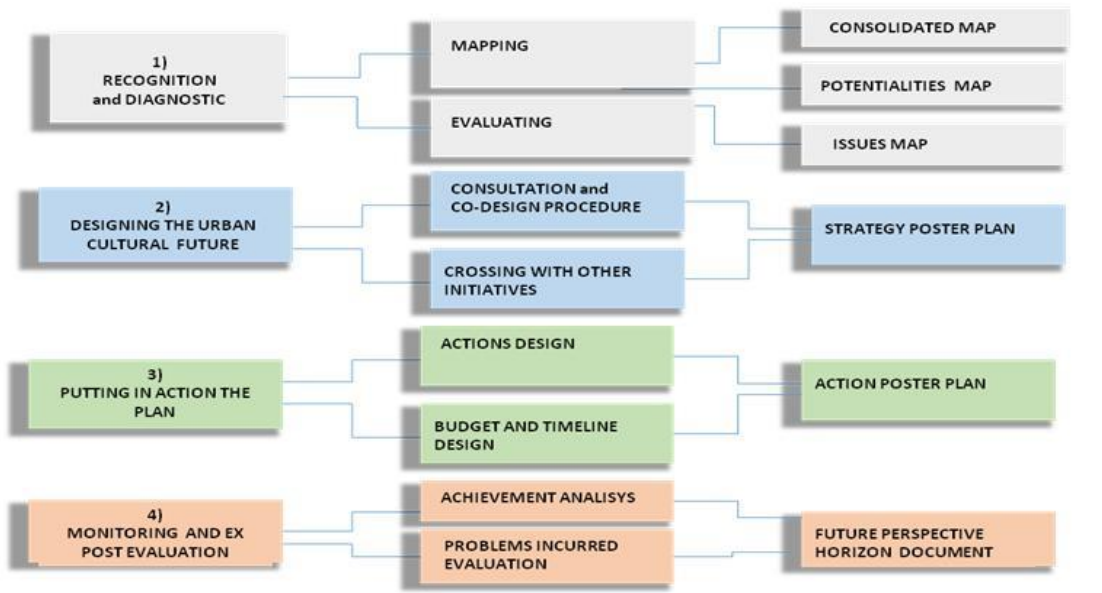 1)
RECOGNITION
and DIAGNOSTIC
MAPPING
EVALUATING
CONSOLIDATED MAP
POTENTIALITIES MAP
ISSUES MAP
2)
DESIGNING THE URBAN
CULTURAL FUTURE
CONSULTATION and
CO-DESIGN PROCEDURE
CROSSING WITH OTHER
INITIATIVES
STRATEGY POSTER PLAN
3)
PUTTING IN ACTION THE
PLAN
ACTIONS DESIGN
BUDGET AND TIMELINE
DESIGN
ACTION POSTER PLAN
4)
MONITORING AND EX
POST EVALUATION
ACHIEVEMENT ANALISYS
PROBLEMS INCURRED
EVALUATION
FUTURE PERSPECTIVE
HORIZON DOCUMENT